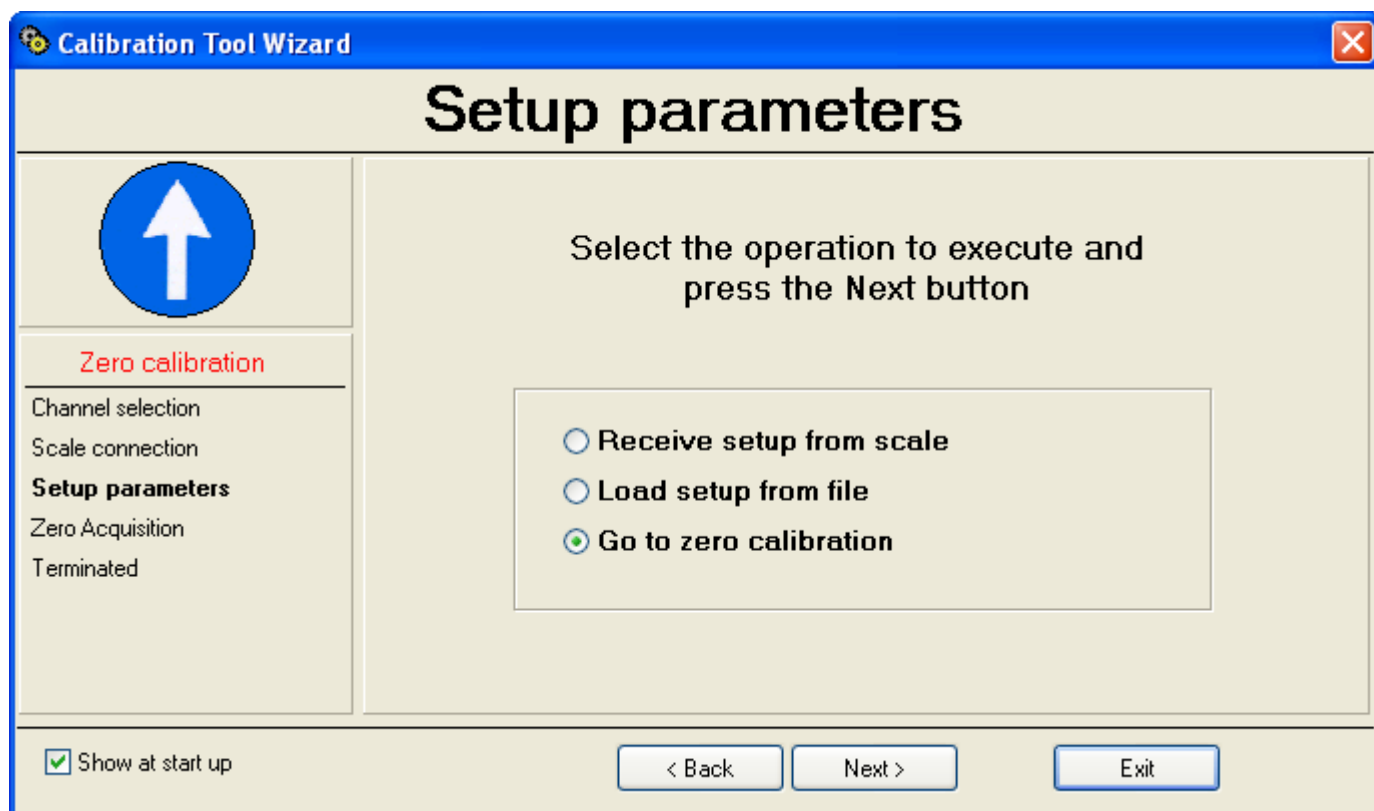 Calibration Tool Wizard
Setup parameters
Zero calibration
Channel selection
Scale connection
Setup parameters
Zero Acquisition
Terminated
Select the operation to execute and
press the Next button
Receive setup from scale
Load setup from file
Go to zero calibration
Show at start up
< Back
Next >
Exit